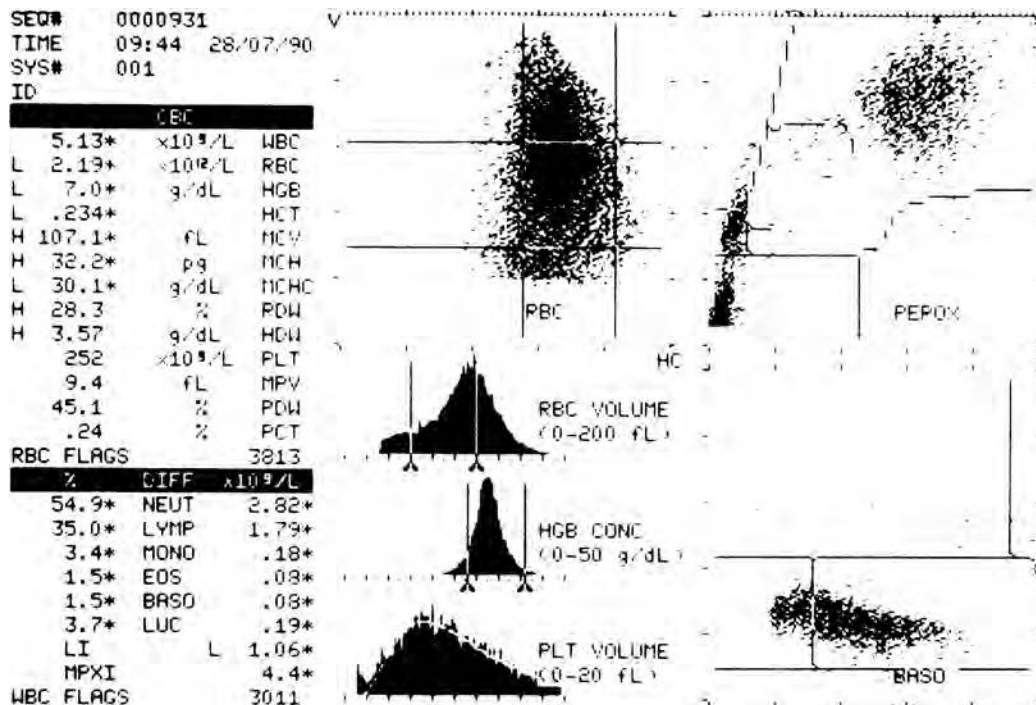 SEQ# 0000931
TIME 09:44 28/07/90
SYS# 001
ID
CBC
5.13* x10⁹/L WBC
L 2.19* x10¹²/L RBC
L 7.0* g/dL HGB
L .234* HCT
H 107.1* fL MCV
H 32.2* pg MCH
L 30.1* g/dL MCHC
H 28.3 % RDW
H 3.57 g/dL HDW
252 x10⁹/L PLT
9.4 fL MPV
45.1 % PDW
.24 % PCT
RBC FLAGS 3813
% DIFF x10⁹/L
54.9* NEUT 2.82*
35.0* LYMP 1.79*
3.4* MONO .18*
1.5* EOS .08*
1.5* BASO .08*
3.7* LUC .19*
LI L 1.06*
MPXI 4.4*
WBC FLAGS 3011
V
RBC
HC
RBC VOLUME
(0-200 fL)
HGB CONC
(0-50 g/dL)
PLT VOLUME
(0-20 fL)
PEROX
BASO